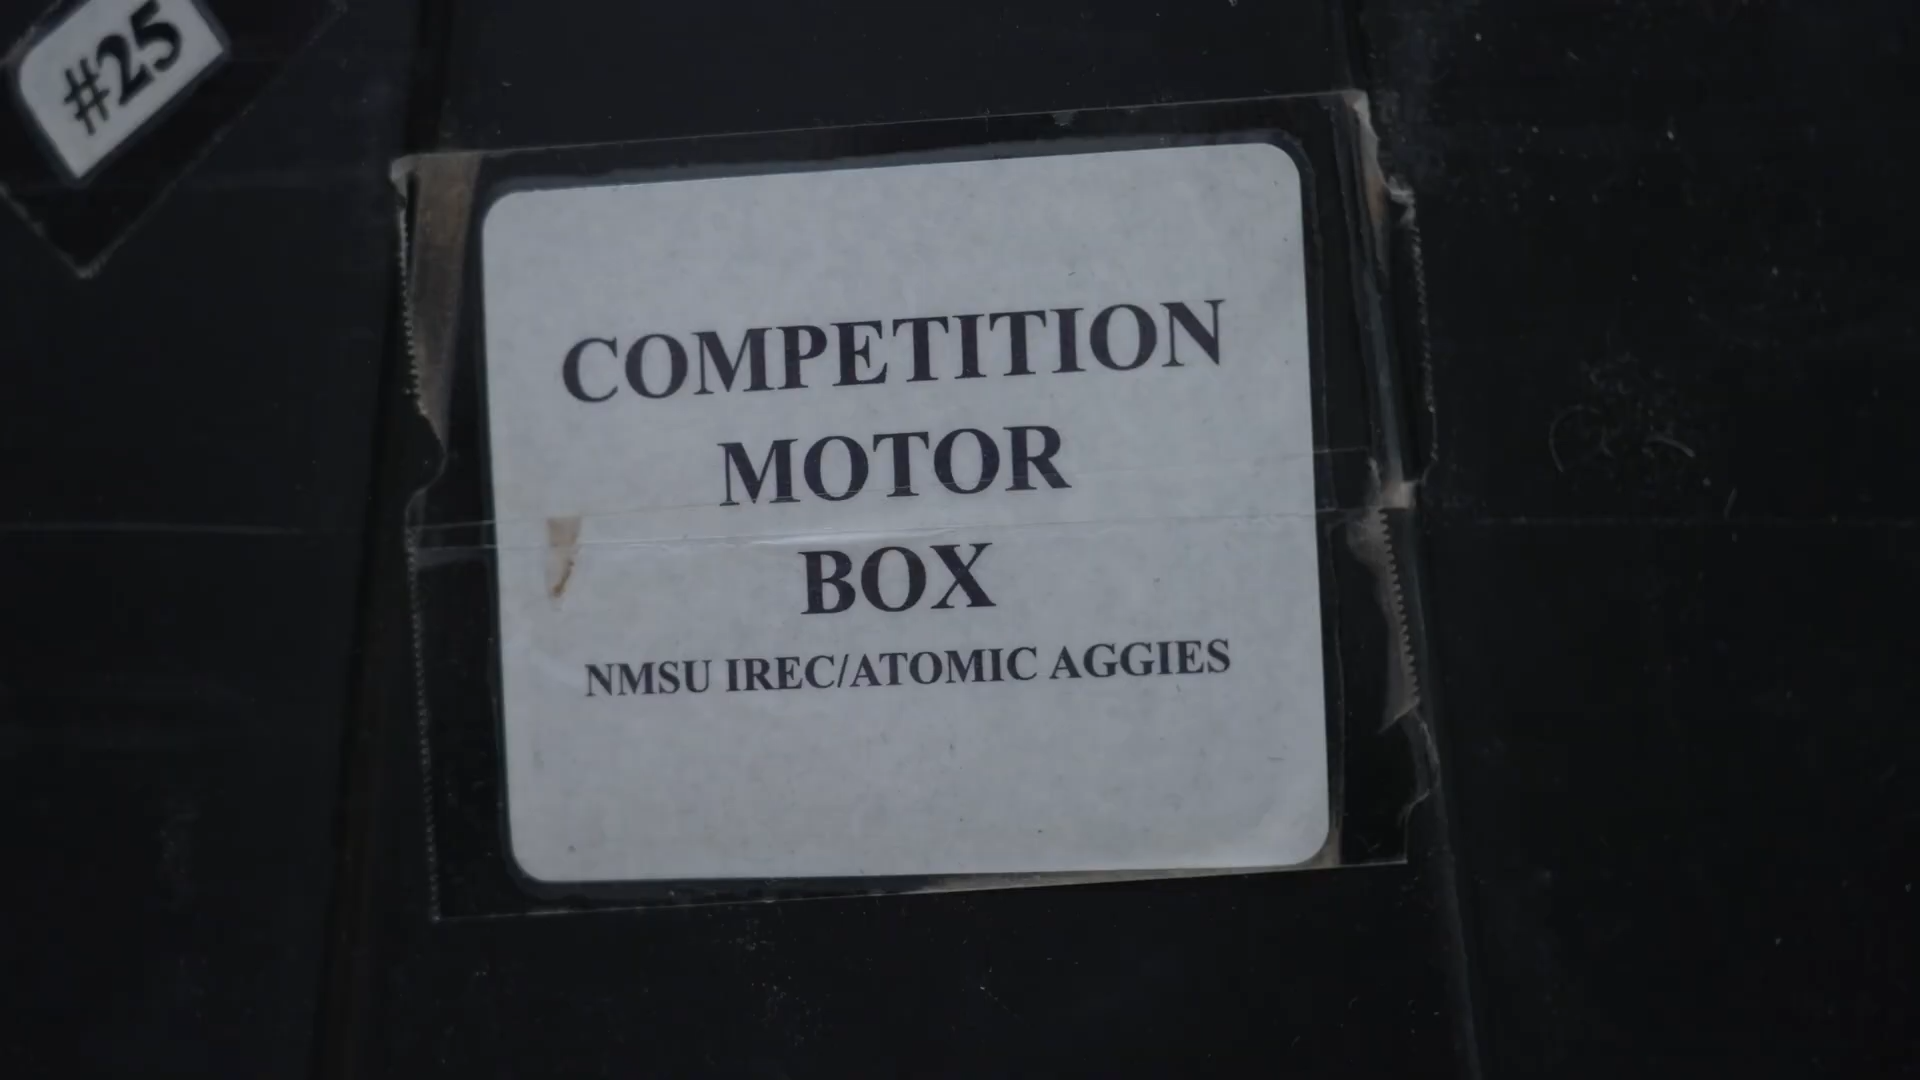 #25
COMPETITION
MOTOR
BOX
NMSU IREC/ATOMIC AGGIES